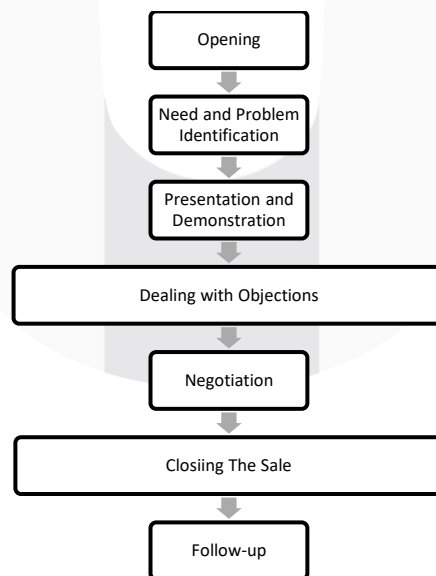 Opening
Need and Problem
Identification
Presentation and
Demonstration
Dealing with Objections
Negotiation
Closiing The Sale
Follow-up